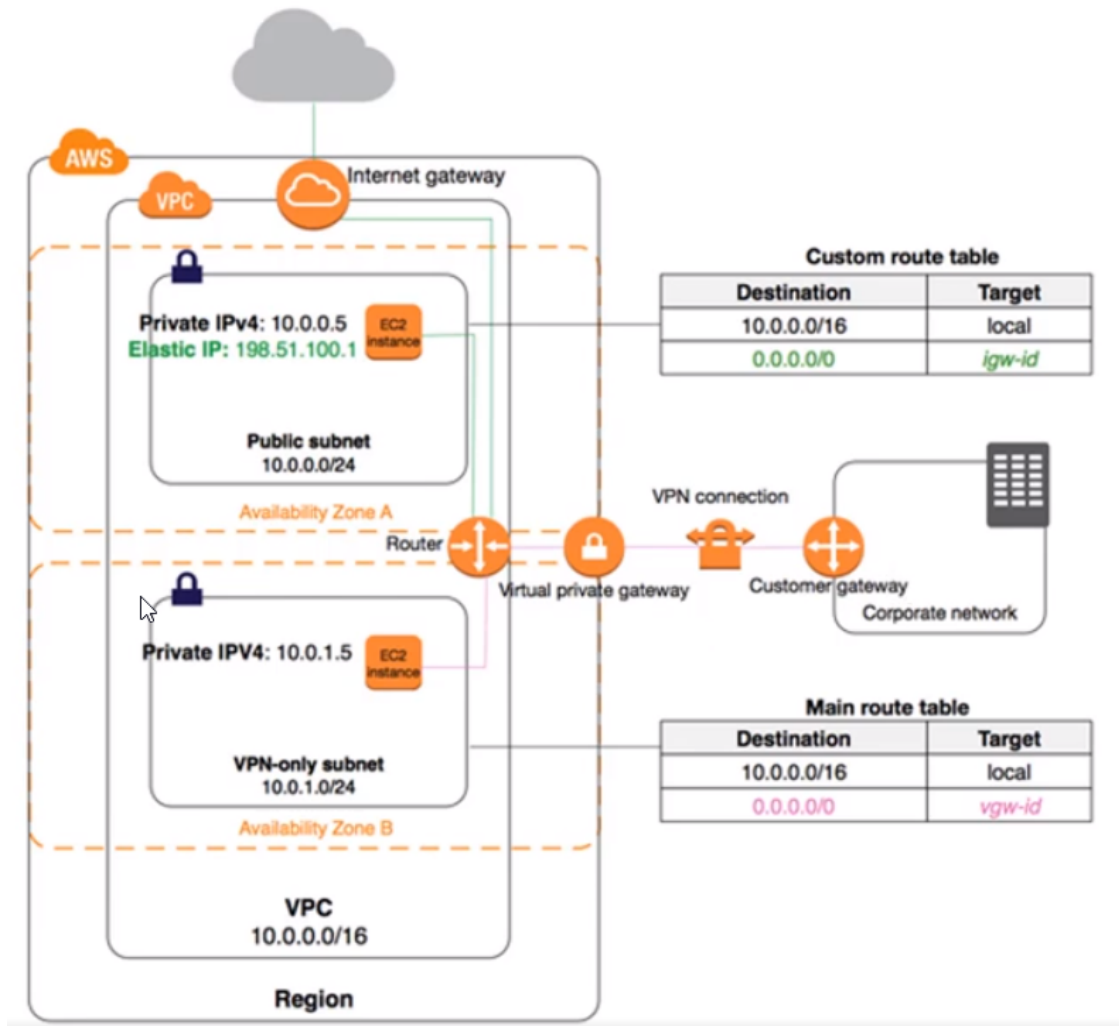 AWS
Internet gateway
VPC
Private IPv4: 10.0.0.5
Elastic IP: 198.51.100.1
EC2
instance
Public subnet
10.0.0.0/24
Availability Zone A
Custom route table
Destination Target
10.0.0.0/16 local
0.0.0.0/0 igw-id
Router
Virtual private gateway
VPN connection
Customer gateway
Corporate network
Private IPV4: 10.0.1.5
EC2
instance
VPN-only subnet
10.0.1.0/24
Availability Zone B
Main route table
Destination Target
10.0.0.0/16 local
0.0.0.0/0 vgw-id
VPC
10.0.0.0/16
Region